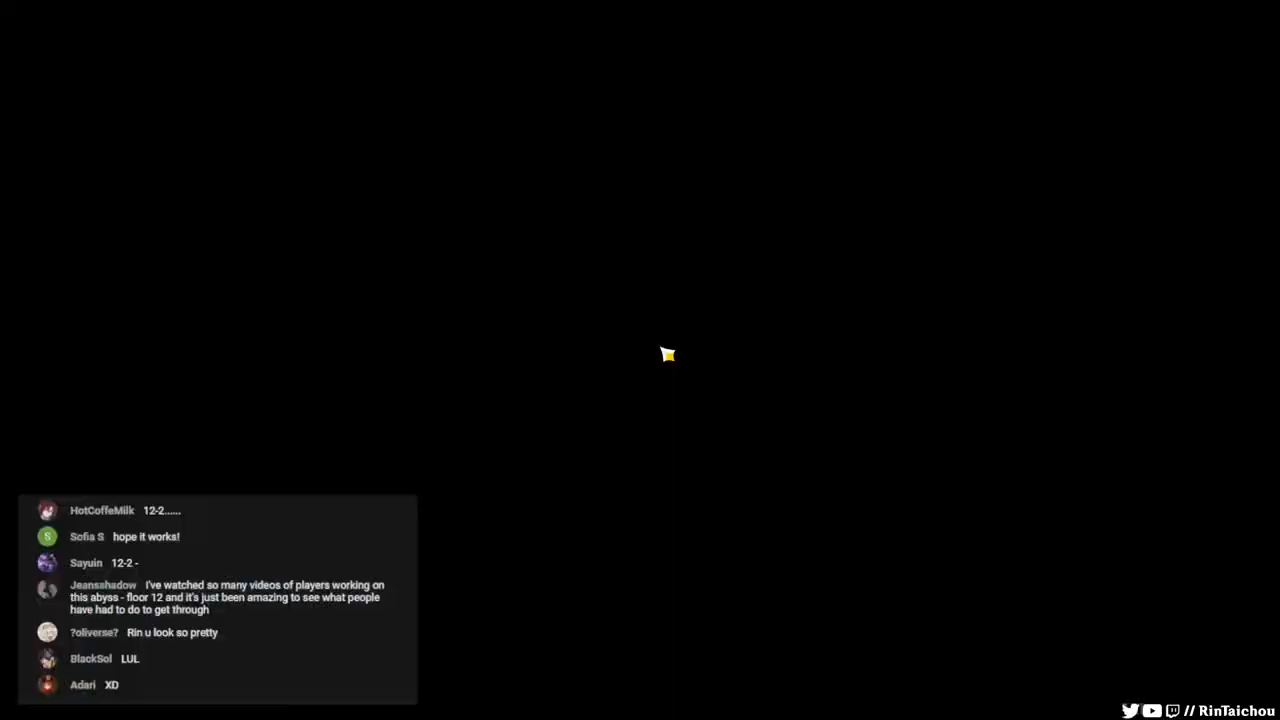 HotCoffeMilk 12-2......
Sofia S hope it works!
Sayuin 12-2 -
Jeansshadow I've watched so many videos of players working on
this abyss - floor 12 and it's just been amazing to see what people
have had to do to get through
?oliverse? Rin u look so pretty
BlackSol LUL
Adari XD
// RinTaichou